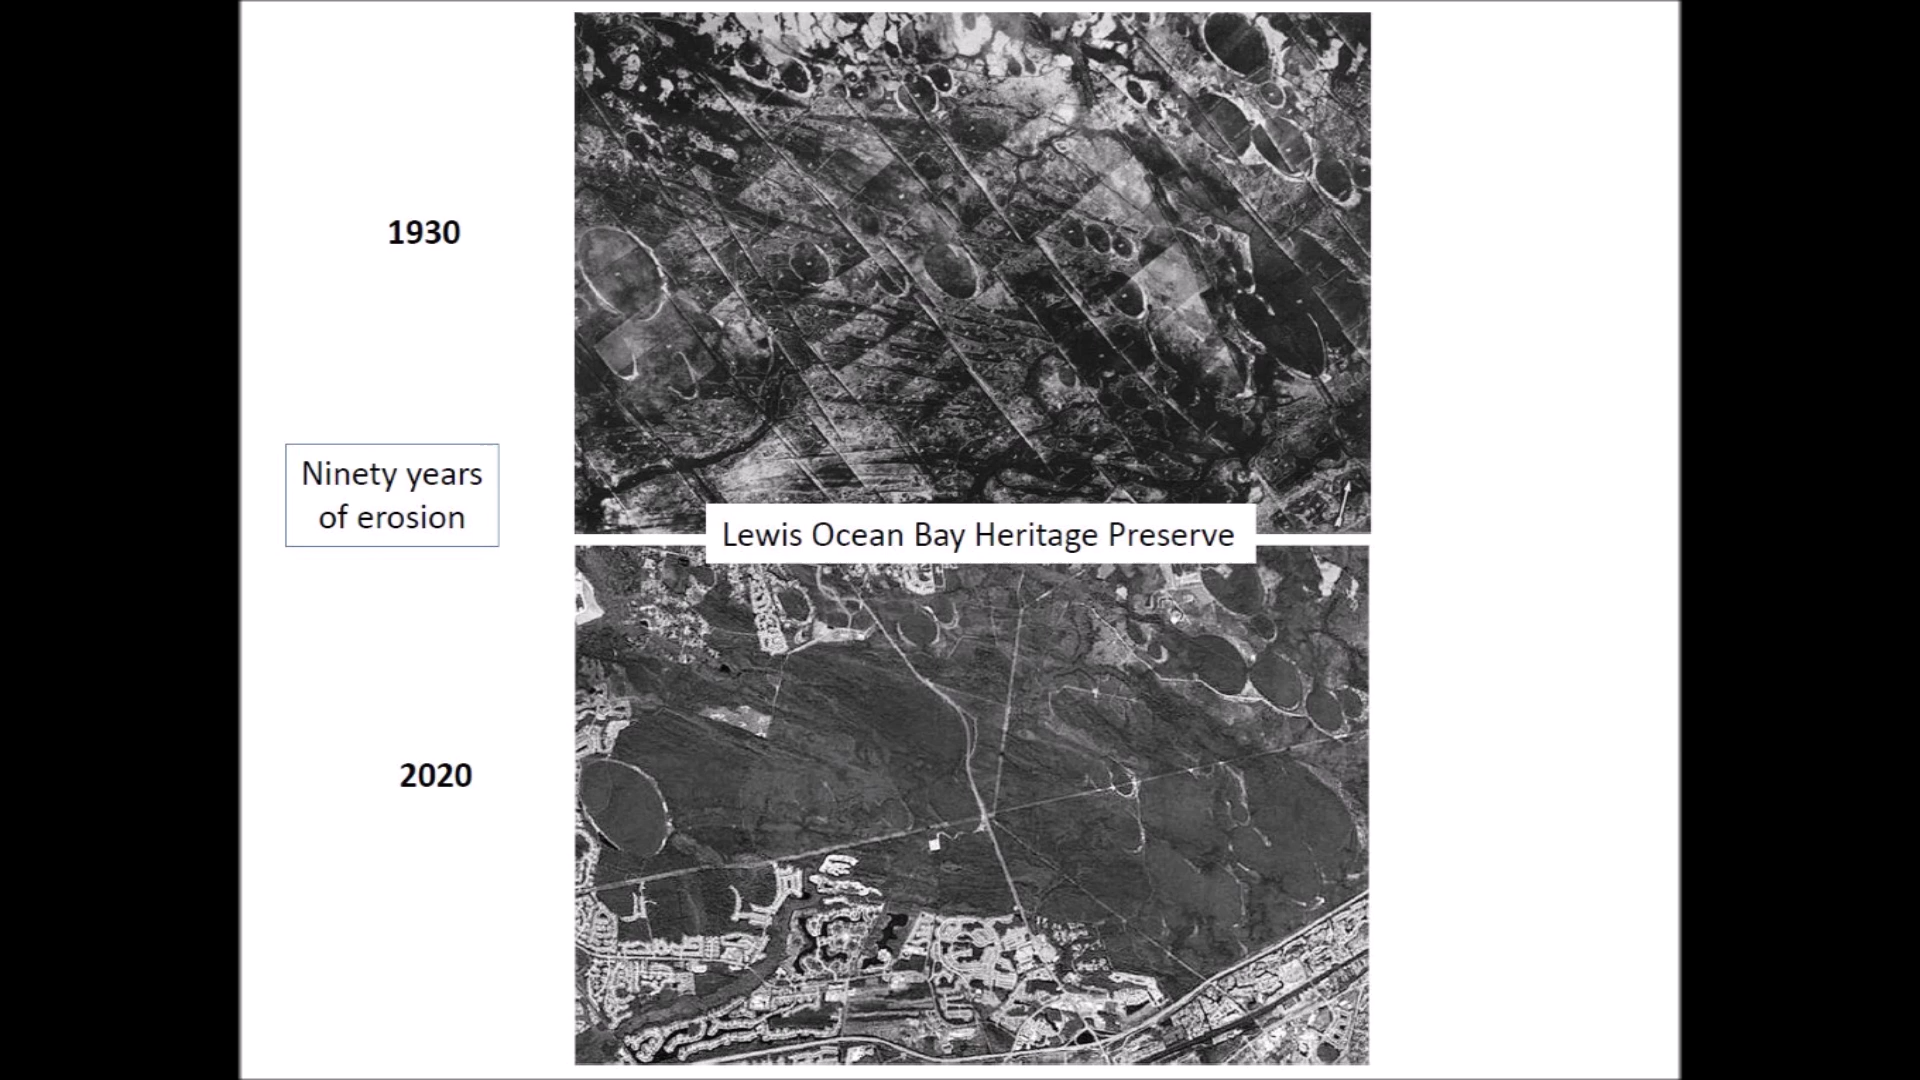 1930
Ninety years
of erosion
Lewis Ocean Bay Heritage Preserve
2020